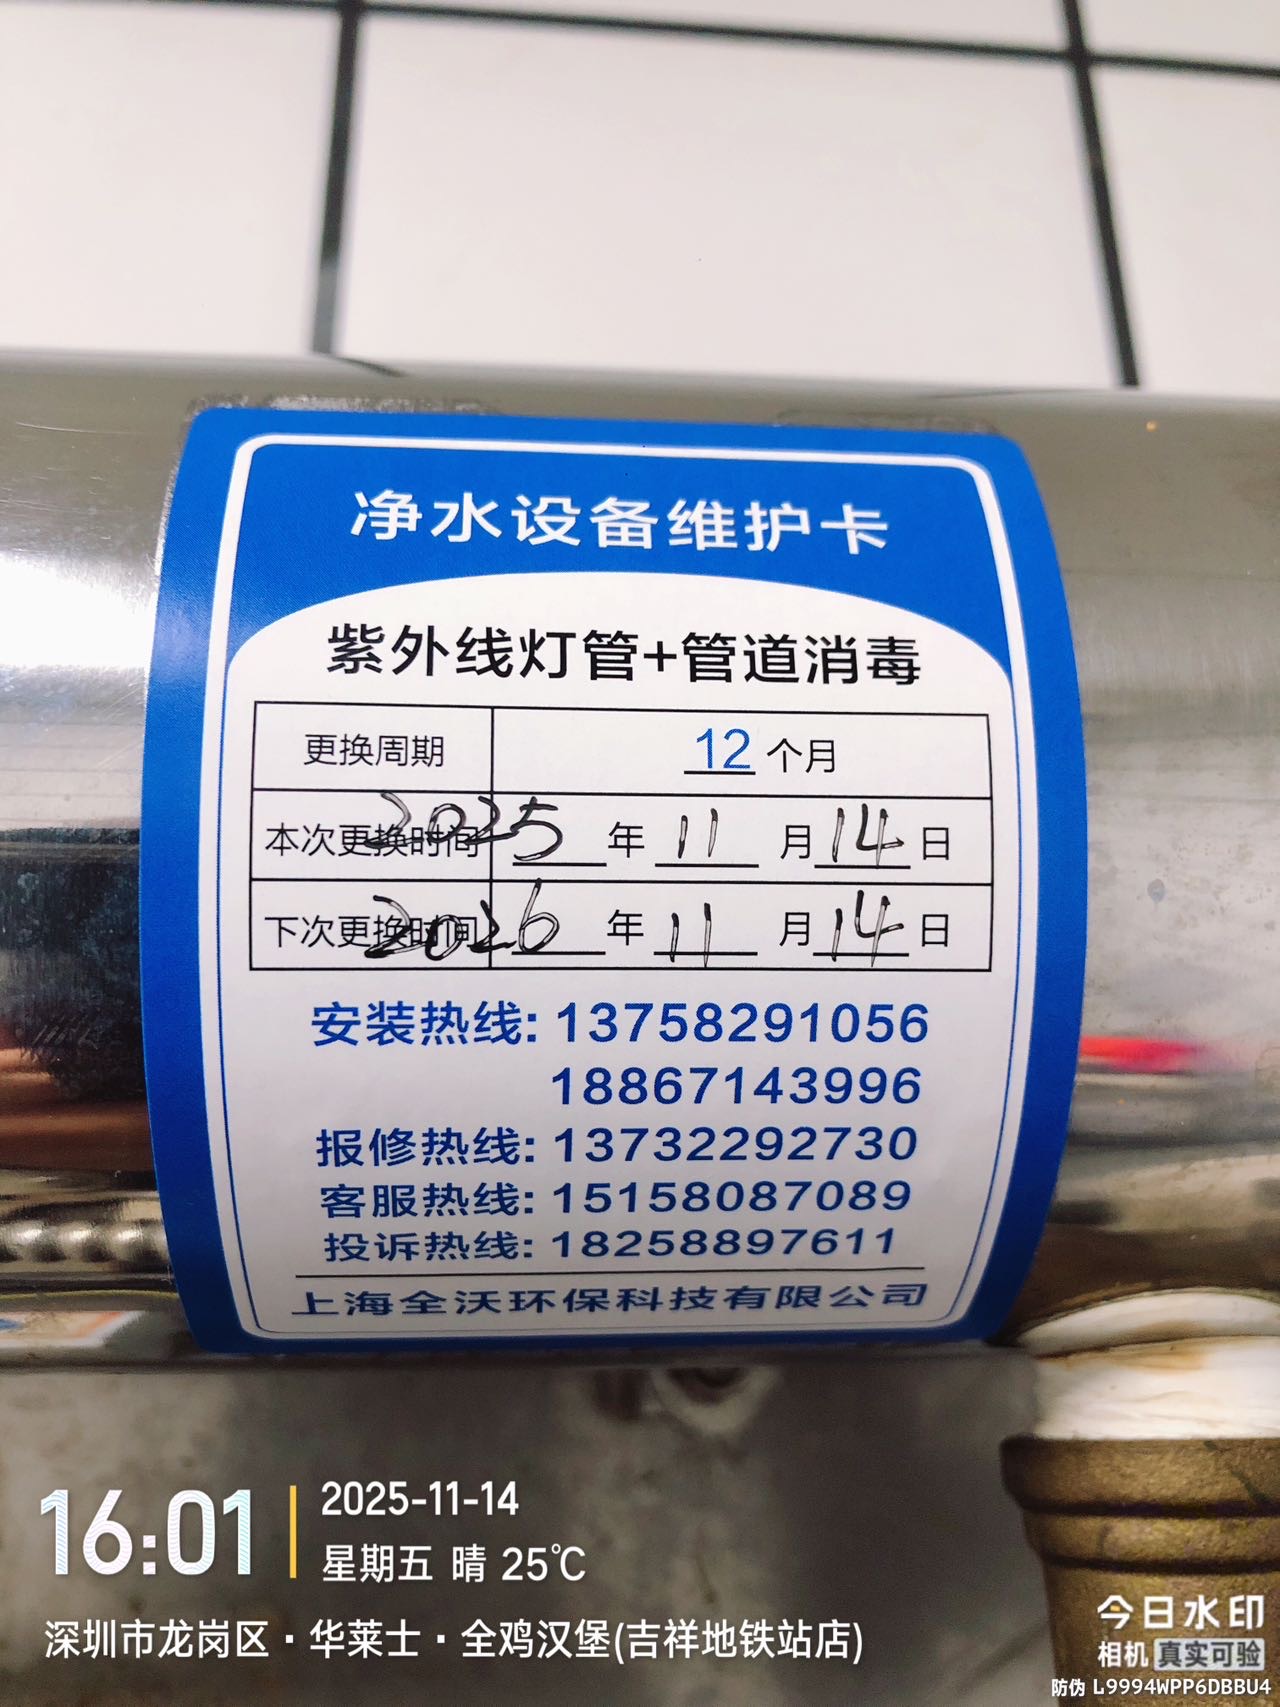 净水设备维护卡
紫外线灯管+管道消毒
更换周期 12 个月
本次更换时间 2025 年 11 月 14 日
下次更换时间 2026 年 11 月 14 日
安装热线: 13758291056
18867143996
报修热线: 13732292730
客服热线: 15158087089
投诉热线: 18258897611
上海全沃环保科技有限公司
16:01
2025-11-14
星期五 晴 25℃
深圳市龙岗区·华莱士·全鸡汉堡(吉祥地铁站店)
今日水印
相机 真实可验
防伪 L9994WPP6DBBU4